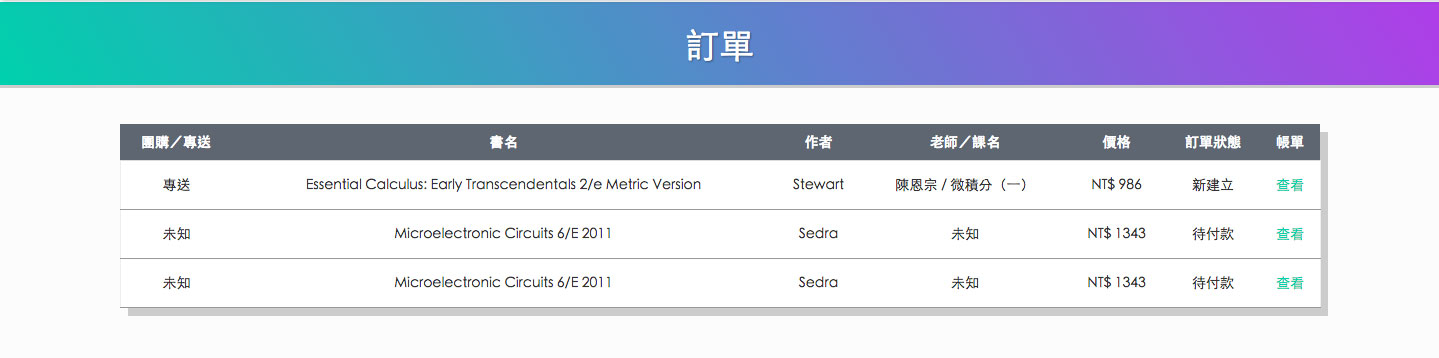 訂單
團購／專送 書名 作者 老師／課名 價格 訂單狀態 帳單
專送 Essential Calculus: Early Transcendentals 2/e Metric Version Stewart 陳恩宗 / 微積分（一） NT$ 986 新建立 查看
未知 Microelectronic Circuits 6/E 2011 Sedra 未知 NT$ 1343 待付款 查看
未知 Microelectronic Circuits 6/E 2011 Sedra 未知 NT$ 1343 待付款 查看